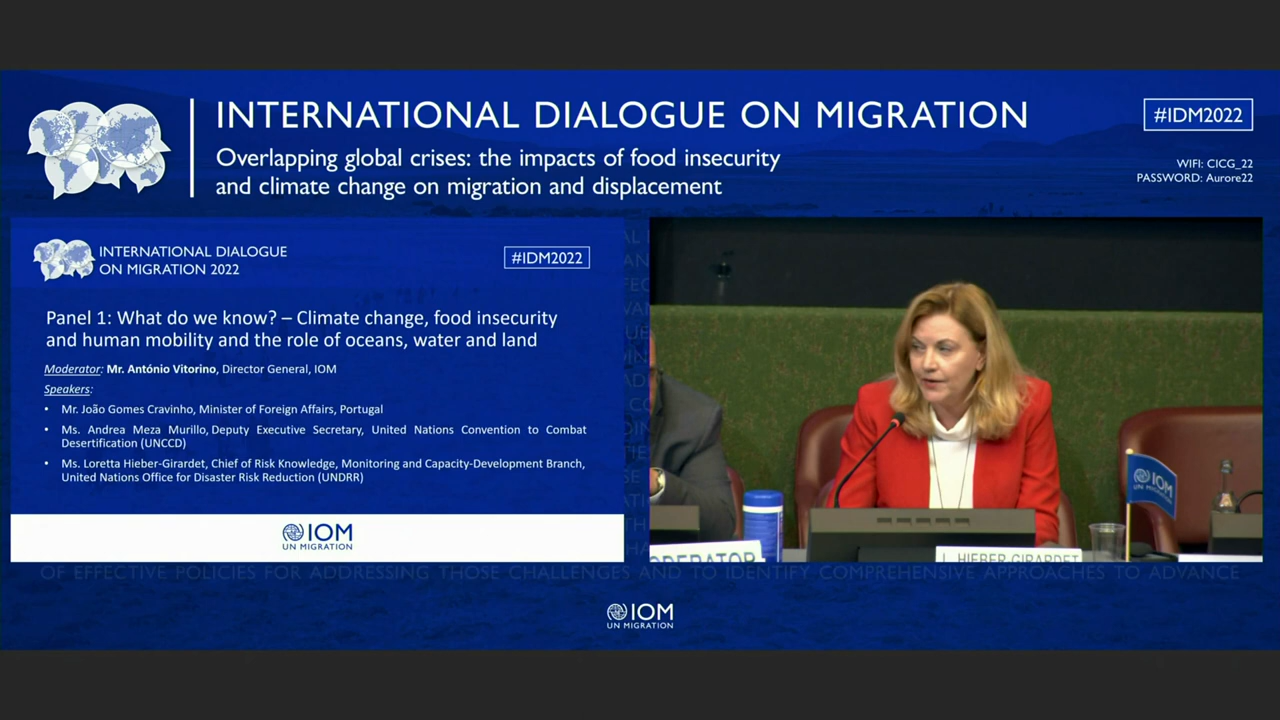 INTERNATIONAL DIALOGUE ON MIGRATION
Overlapping global crises: the impacts of food insecurity
and climate change on migration and displacement
#IDM2022
WIFI: CICG_22
PASSWORD: Aurore22
INTERNATIONAL DIALOGUE
ON MIGRATION 2022
#IDM2022
Panel 1: What do we know? – Climate change, food insecurity
and human mobility and the role of oceans, water and land
Moderator: Mr. António Vitorino, Director General, IOM
Speakers:
• Mr. João Gomes Cravinho, Minister of Foreign Affairs, Portugal
• Ms. Andrea Meza Murillo, Deputy Executive Secretary, United Nations Convention to Combat
Desertification (UNCCD)
• Ms. Loretta Hieber-Girardet, Chief of Risk Knowledge, Monitoring and Capacity-Development Branch,
United Nations Office for Disaster Risk Reduction (UNDRR)
IOM
UN MIGRATION
IOM
UN MIGRATION
L. HIEBER-GIRARDET
OF EFFECTIVE POLICIES FOR ADDRESSING THOSE CHALLENGES AND TO IDENTIFY COMPREHENSIVE APPROACHES TO ADVANCE
IOM
UN MIGRATION